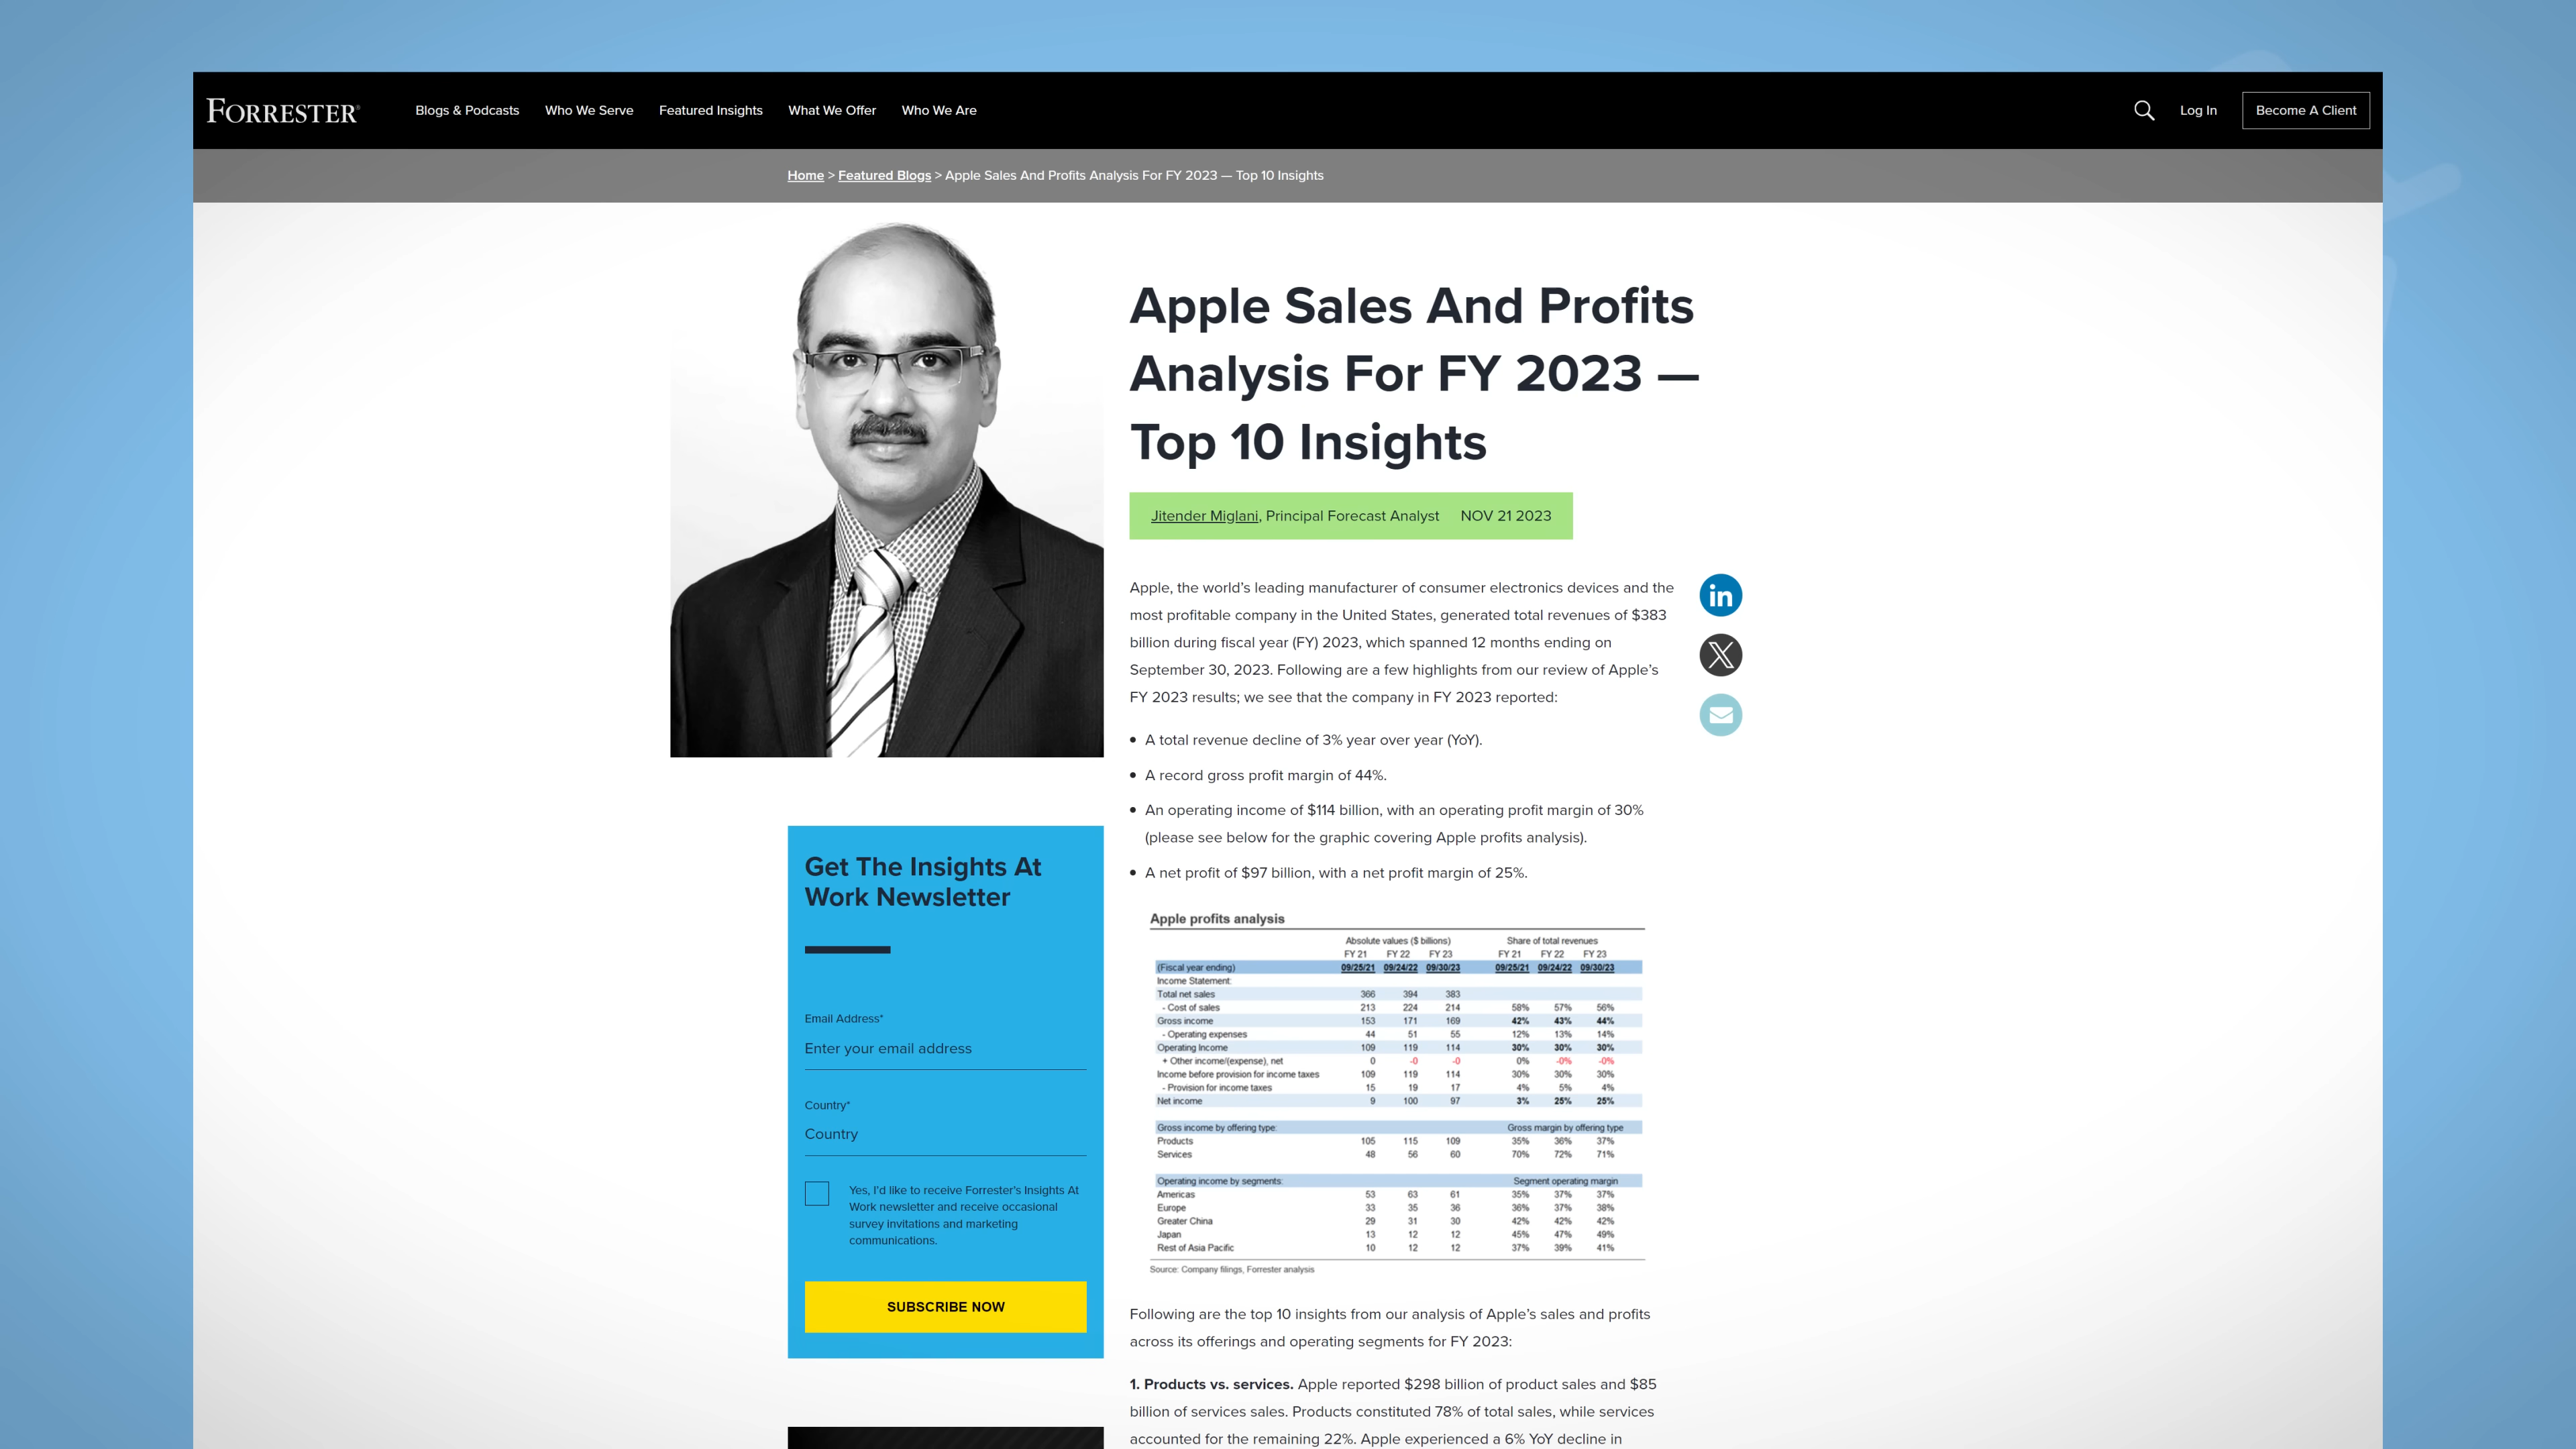 FORRESTER®
Blogs & Podcasts
Who We Serve
Featured Insights
What We Offer
Who We Are
Log In
Become A Client
Home > Featured Blogs > Apple Sales And Profits Analysis For FY 2023 — Top 10 Insights
Apple Sales And Profits
Analysis For FY 2023 —
Top 10 Insights
Jitender Miglani, Principal Forecast Analyst NOV 21 2023
Apple, the world’s leading manufacturer of consumer electronics devices and the
most profitable company in the United States, generated total revenues of $383
billion during fiscal year (FY) 2023, which spanned 12 months ending on
September 30, 2023. Following are a few highlights from our review of Apple’s
FY 2023 results; we see that the company in FY 2023 reported:
• A total revenue decline of 3% year over year (YoY).
• A record gross profit margin of 44%.
• An operating income of $114 billion, with an operating profit margin of 30%
(please see below for the graphic covering Apple profits analysis).
• A net profit of $97 billion, with a net profit margin of 25%.
in
X
Get The Insights At
Work Newsletter
Email Address*
Enter your email address
Country*
Country
Yes, I’d like to receive Forrester’s Insights At
Work newsletter and receive occasional
survey invitations and marketing
communications.
SUBSCRIBE NOW
Apple profits analysis
Absolute values ($ billions) Share of total revenues
FY 21 FY 22 FY 23 FY 21 FY 22 FY 23
(Fiscal year ending) 09/25/21 09/24/22 09/30/23 09/25/21 09/24/22 09/30/23
Income Statement:
Total net sales 366 394 383
- Cost of sales 213 224 214 58% 57% 56%
Gross income 153 171 169 42% 43% 44%
- Operating expenses 44 51 55 12% 13% 14%
Operating Income 109 119 114 30% 30% 30%
+ Other income/(expense), net 0 -0 -0 0% -0% -0%
Income before provision for income taxes 109 119 114 30% 30% 30%
- Provision for income taxes 15 19 17 4% 5% 4%
Net income 9 100 97 3% 25% 25%
Gross income by offering type: Gross margin by offering type
Products 105 115 109 35% 36% 37%
Services 48 56 60 70% 72% 71%
Operating income by segments: Segment operating margin
Americas 53 63 61 35% 37% 37%
Europe 33 35 36 36% 37% 38%
Greater China 29 31 30 42% 42% 42%
Japan 13 12 12 45% 47% 49%
Rest of Asia Pacific 10 12 12 37% 39% 41%
Source: Company filings, Forrester analysis
Following are the top 10 insights from our analysis of Apple’s sales and profits
across its offerings and operating segments for FY 2023:
1. Products vs. services. Apple reported $298 billion of product sales and $85
billion of services sales. Products constituted 78% of total sales, while services
accounted for the remaining 22%. Apple experienced a 6% YoY decline in